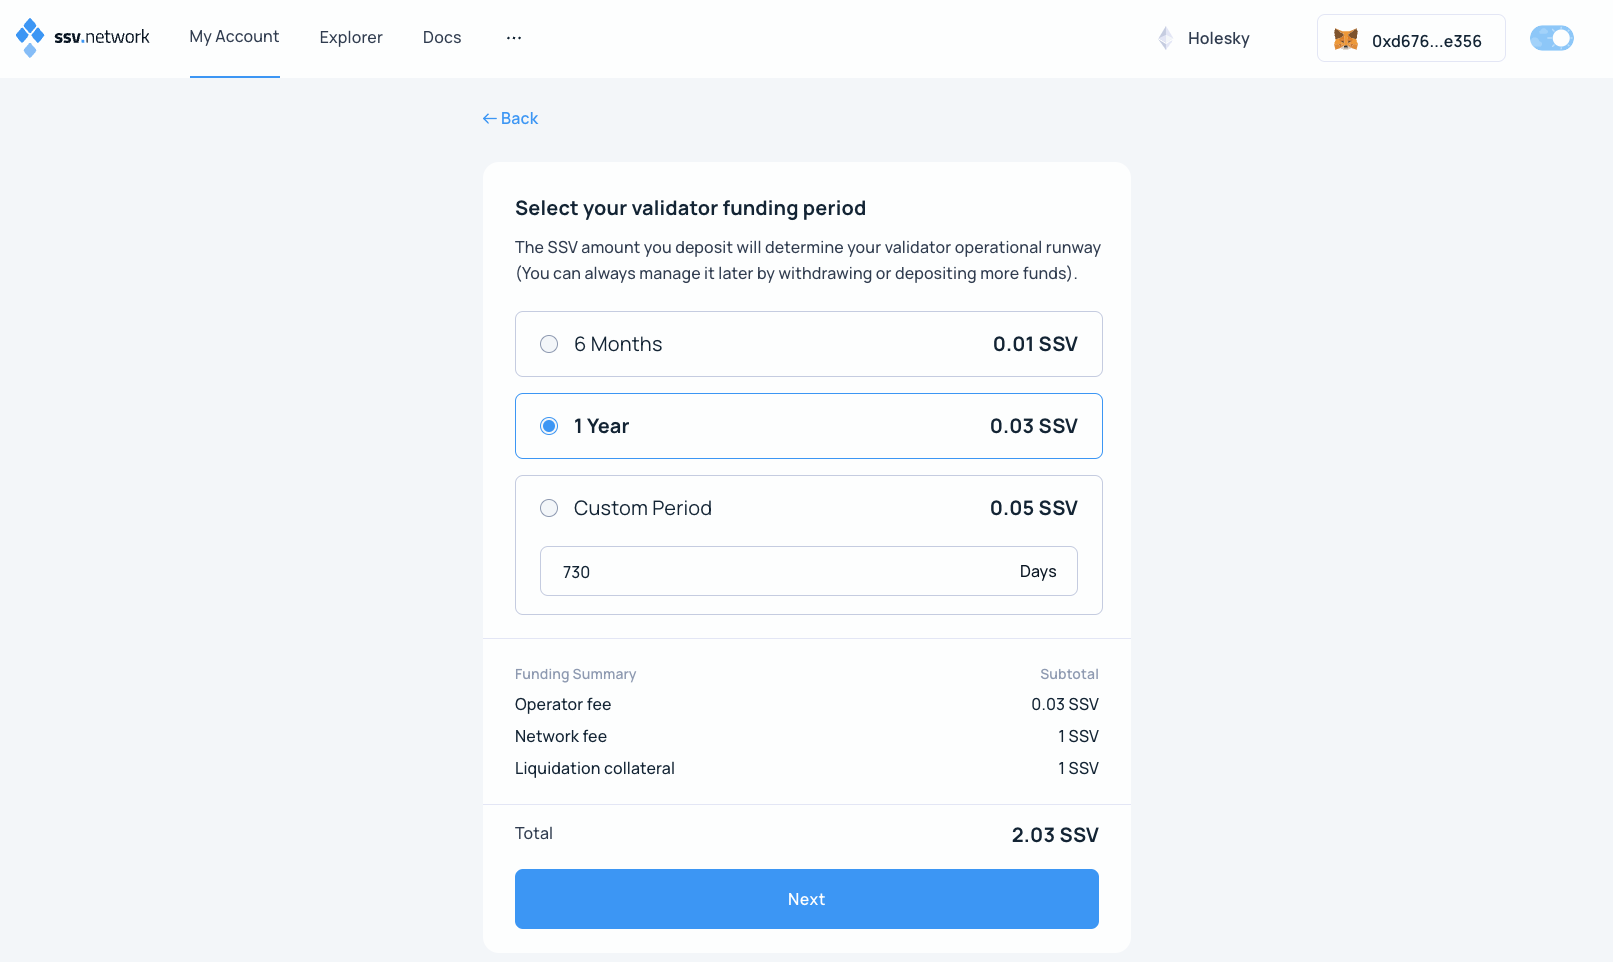 ssv.network My Account Explorer Docs ... Holesky 0xd676...e356
← Back
Select your validator funding period
The SSV amount you deposit will determine your validator operational runway
(You can always manage it later by withdrawing or depositing more funds).
6 Months 0.01 SSV
1 Year 0.03 SSV
Custom Period 0.05 SSV
730 Days
Funding Summary Subtotal
Operator fee 0.03 SSV
Network fee 1 SSV
Liquidation collateral 1 SSV
Total 2.03 SSV
Next